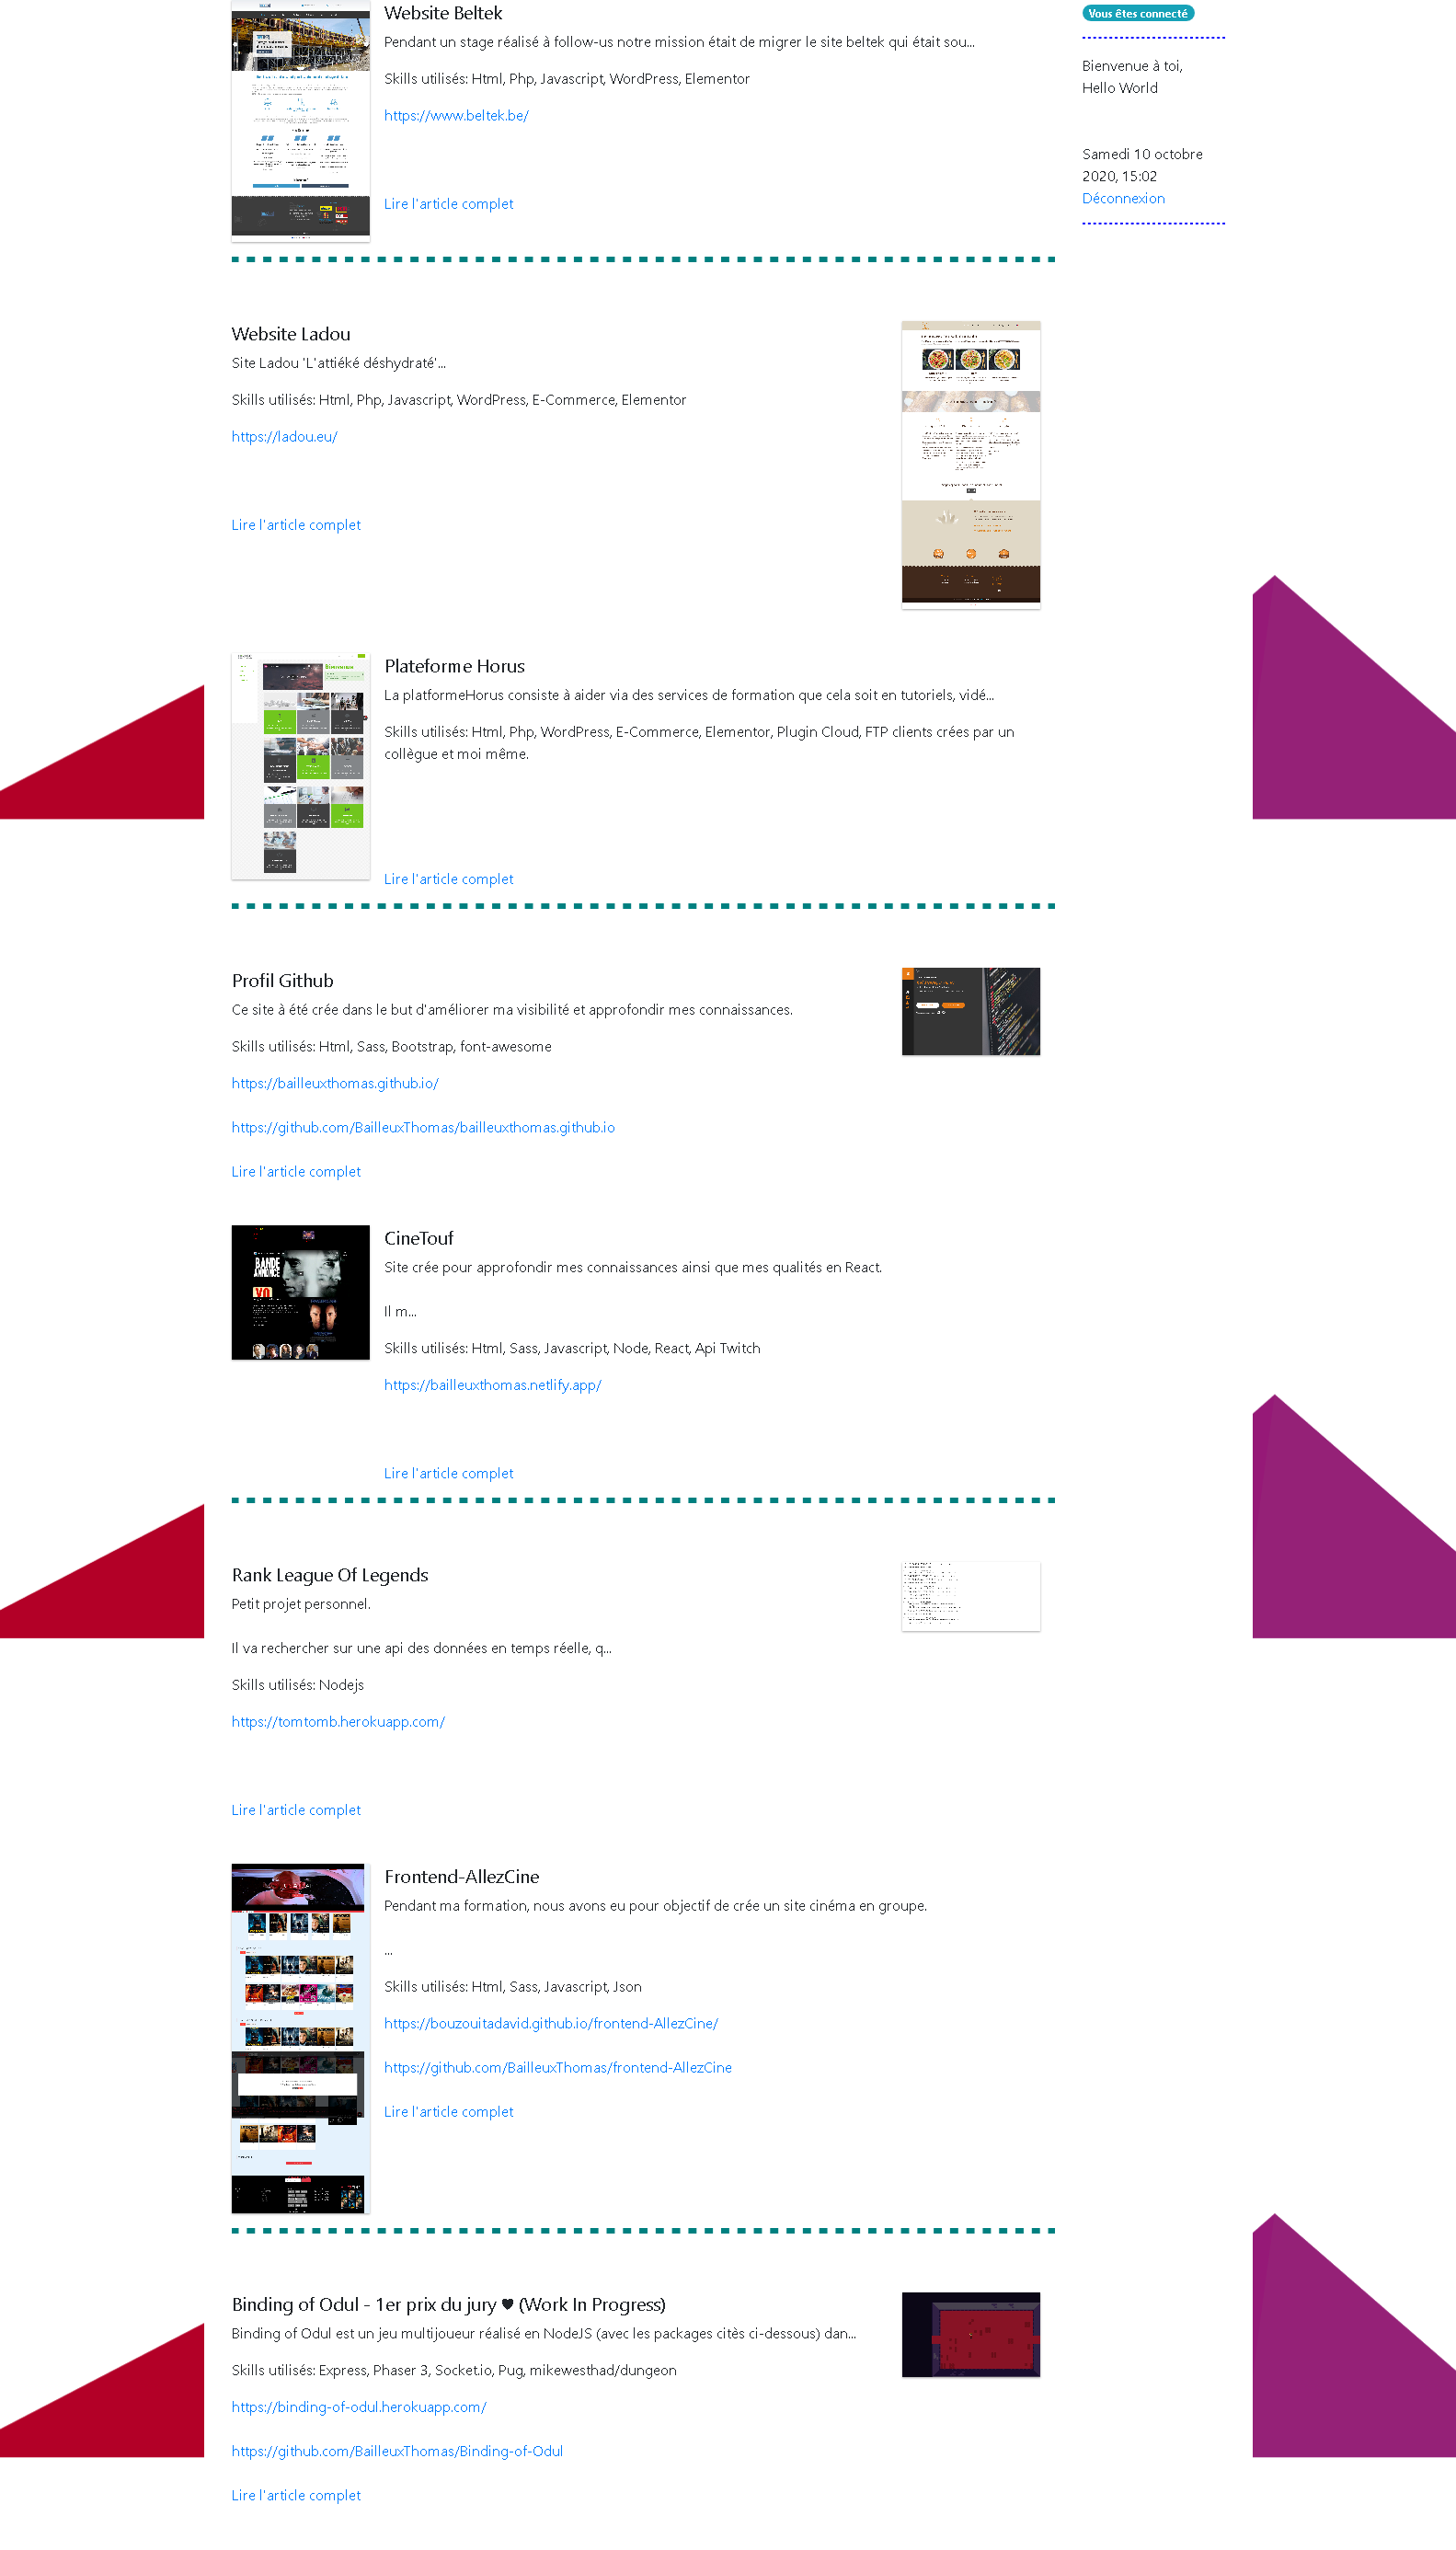 Website Beltek
Pendant un stage réalisé à follow-us notre mission était de migrer le site beltek qui était sou...
Skills utilisés: Html, Php, Javascript, WordPress, Elementor
https://www.beltek.be/
Lire l'article complet
Vous êtes connecté
Bienvenue à toi,
Hello World
Samedi 10 octobre
2020, 15:02
Déconnexion
Website Ladou
Site Ladou 'L'attiéké déshydraté'...
Skills utilisés: Html, Php, Javascript, WordPress, E-Commerce, Elementor
https://ladou.eu/
Lire l'article complet
Plateforme Horus
La platformeHorus consiste à aider via des services de formation que cela soit en tutoriels, vidé...
Skills utilisés: Html, Php, WordPress, E-Commerce, Elementor, Plugin Cloud, FTP clients crées par un
collègue et moi même.
Lire l'article complet
Profil Github
Ce site à été crée dans le but d'améliorer ma visibilité et approfondir mes connaissances.
Skills utilisés: Html, Sass, Bootstrap, font-awesome
https://bailleuxthomas.github.io/
https://github.com/BailleuxThomas/bailleuxthomas.github.io
Lire l'article complet
BANDE
ANNONCE
VO
CineTouf
Site crée pour approfondir mes connaissances ainsi que mes qualités en React.
Il m...
Skills utilisés: Html, Sass, Javascript, Node, React, Api Twitch
https://bailleuxthomas.netlify.app/
Lire l'article complet
Rank League Of Legends
Petit projet personnel.
Il va rechercher sur une api des données en temps réelle, q...
Skills utilisés: Nodejs
https://tomtomb.herokuapp.com/
Lire l'article complet
Frontend-AllezCine
Pendant ma formation, nous avons eu pour objectif de crée un site cinéma en groupe.
...
Skills utilisés: Html, Sass, Javascript, Json
https://bouzouitadavid.github.io/frontend-AllezCine/
https://github.com/BailleuxThomas/frontend-AllezCine
Lire l'article complet
Binding of Odul - 1er prix du jury ♥ (Work In Progress)
Binding of Odul est un jeu multijoueur réalisé en NodeJS (avec les packages citès ci-dessous) dan...
Skills utilisés: Express, Phaser 3, Socket.io, Pug, mikewesthad/dungeon
https://binding-of-odul.herokuapp.com/
https://github.com/BailleuxThomas/Binding-of-Odul
Lire l'article complet